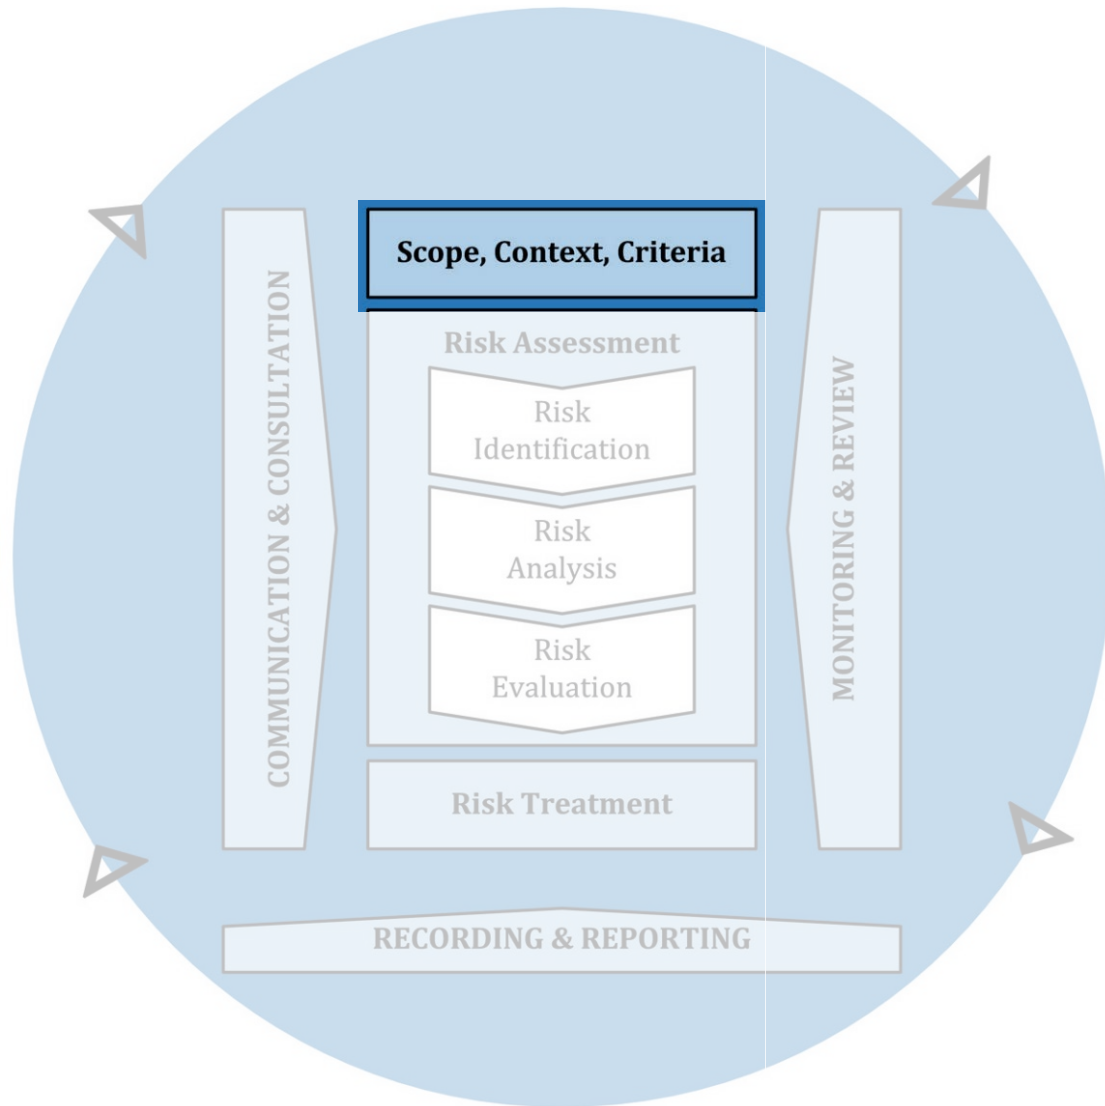 Scope, Context, Criteria
COMMUNICATION & CONSULTATION
Risk Assessment
Risk
Identification
Risk
Analysis
Risk
Evaluation
MONITORING & REVIEW
Risk Treatment
RECORDING & REPORTING